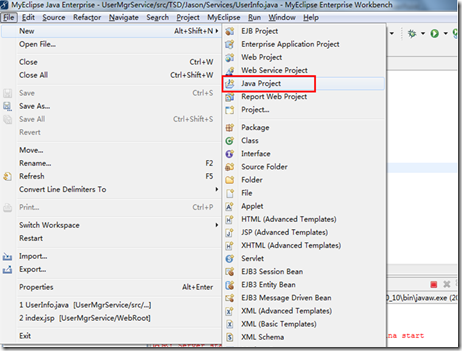 MyEclipse Java Enterprise - UserMgrService/src/TSD/Jason/Services/UserInfo.java - MyEclipse Enterprise Workbench
File Edit Source Refactor Navigate Search Project MyEclipse Run Window Help
New Alt+Shift+N
Open File...
Close Ctrl+W
Close All Ctrl+Shift+W
Save Ctrl+S
Save As...
Save All Ctrl+Shift+S
Revert
Move...
Rename... F2
Refresh F5
Convert Line Delimiters To
Print... Ctrl+P
Switch Workspace
Restart
Import...
Export...
Properties Alt+Enter
1 UserInfo.java [UserMgrService/src/...]
2 index.jsp [UserMgrService/WebRoot]
Exit
EJB Project
Enterprise Application Project
Web Project
Web Service Project
Java Project
Report Web Project
Project...
Package
Class
Interface
Source Folder
Folder
File
Applet
HTML (Advanced Templates)
JSP (Advanced Templates)
XHTML (Advanced Templates)
Servlet
EJB3 Session Bean
EJB3 Entity Bean
EJB3 Message Driven Bean
XML (Advanced Templates)
XML (Basic Templates)
XML Schema
0_10\bin\javaw.exe (2
na start